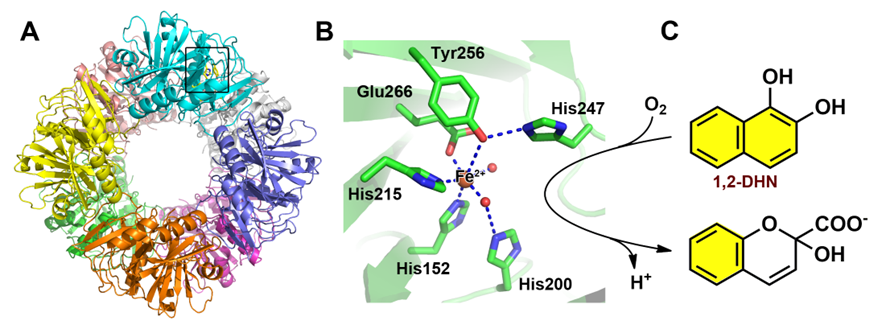 A
B
C
Tyr256
Glu266
His247
Fe²⁺
His215
His152
His200
O₂
H⁺
OH
OH
1,2-DHN
O
COO⁻
OH